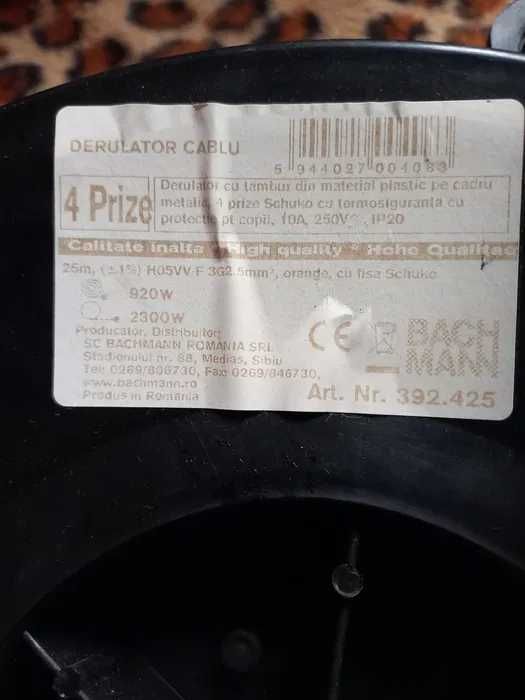 DERULATOR CABLU
5 944027 004083
4 Prize
Derulator cu tambur din material plastic pe cadru
metalic, 4 prize Schuko cu termosiguranta cu
protectie pt copii, 10A, 250V~, IP20
Calitate inalta * High quality * Hohe Qualitae
25m, (±1%) H05VV F 3G2.5mm², orange, cu fisa Schuko
920W
2300W
Producator, Distribuitor:
SC BACHMANN ROMANIA SRL
Stadionului nr. 88, Medias, Sibiu
Tel: 0269/806730, Fax: 0269/846730,
www.bachmann.ro
Produs in Romania
CE
BACH
MANN
Art. Nr. 392.425